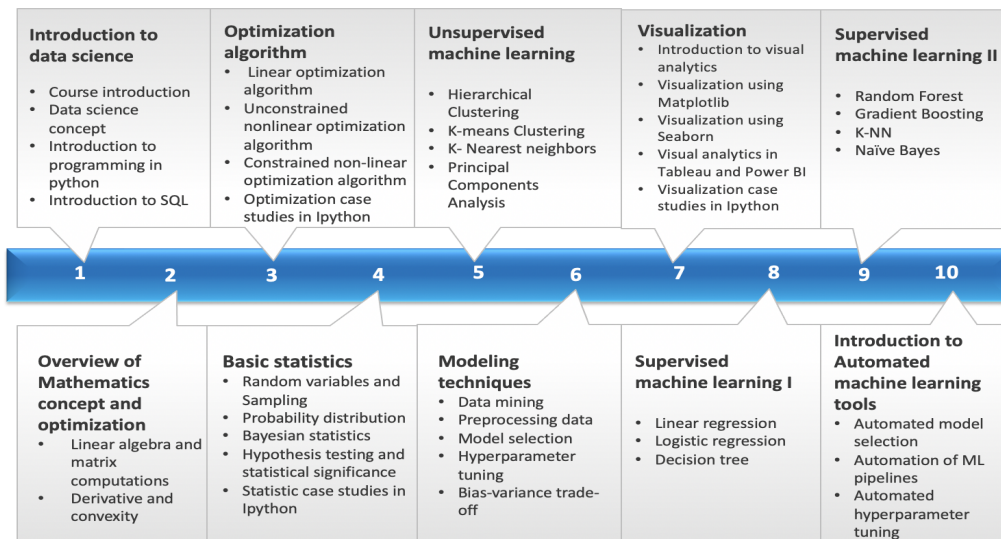 Introduction to
data science
• Course introduction
• Data science
concept
• Introduction to
programming in
python
• Introduction to SQL
Optimization
algorithm
• Linear optimization
algorithm
• Unconstrained
nonlinear optimization
algorithm
• Constrained non-linear
optimization algorithm
• Optimization case
studies in Ipython
Unsupervised
machine learning
• Hierarchical
Clustering
• K-means Clustering
• K- Nearest neighbors
• Principal
Components
Analysis
Visualization
• Introduction to visual
analytics
• Visualization using
Matplotlib
• Visualization using
Seaborn
• Visual analytics in
Tableau and Power BI
• Visualization case
studies in Ipython
Supervised
machine learning II
• Random Forest
• Gradient Boosting
• K-NN
• Naïve Bayes
1 2 3 4 5 6 7 8 9 10
Overview of
Mathematics
concept and
optimization
• Linear algebra and
matrix
computations
• Derivative and
convexity
Basic statistics
• Random variables and
Sampling
• Probability distribution
• Bayesian statistics
• Hypothesis testing and
statistical significance
• Statistic case studies in
Ipython
Modeling
techniques
• Data mining
• Preprocessing data
• Model selection
• Hyperparameter
tuning
• Bias-variance trade-
off
Supervised
machine learning I
• Linear regression
• Logistic regression
• Decision tree
Introduction to
Automated
machine learning
tools
• Automated model
selection
• Automation of ML
pipelines
• Automated
hyperparameter
tuning